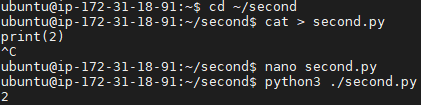 ubuntu@ip-172-31-18-91:~$ cd ~/second
ubuntu@ip-172-31-18-91:~/second$ cat > second.py
print(2)
^C
ubuntu@ip-172-31-18-91:~/second$ nano second.py
ubuntu@ip-172-31-18-91:~/second$ python3 ./second.py
2